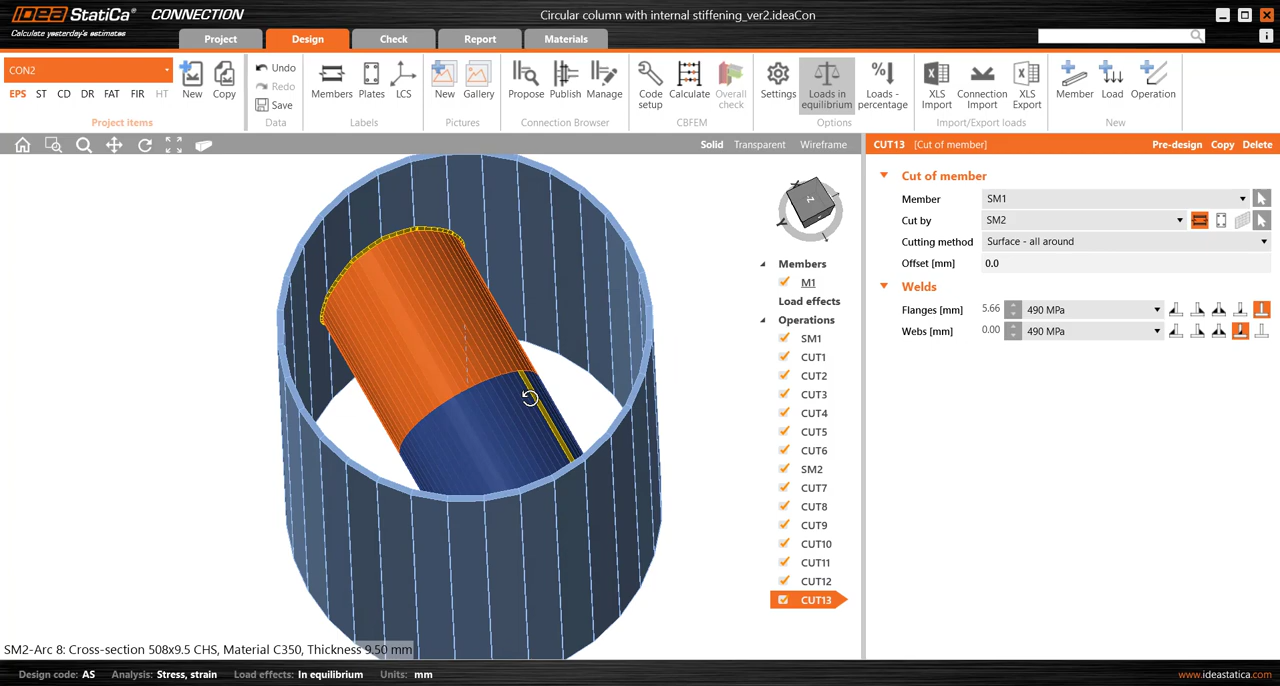 IDEA StatiCa® CONNECTION
Calculate yesterday's estimates
Circular column with internal stiffening_ver2.ideaCon
Project Design Check Report Materials
CON2
EPS ST CD DR FAT FIR HT
New Copy
Project items
Undo
Redo
Save
Data
Members Plates LCS
Labels
New Gallery
Pictures
Propose Publish Manage
Connection Browser
Code setup Calculate Overall check
CBFEM
Settings Loads in equilibrium Loads - percentage
Options
XLS Import Connection Import XLS Export
Import/Export loads
Member Load Operation
New
Solid Transparent Wireframe
Members
M1
Load effects
Operations
SM1
CUT1
CUT2
CUT3
CUT4
CUT5
CUT6
SM2
CUT7
CUT8
CUT9
CUT10
CUT11
CUT12
CUT13
CUT13 [Cut of member] Pre-design Copy Delete
Cut of member
Member SM1
Cut by SM2
Cutting method Surface - all around
Offset [mm] 0.0
Welds
Flanges [mm] 5.66 490 MPa
Webs [mm] 0.00 490 MPa
SM2-Arc 8: Cross-section 508x9.5 CHS, Material C350, Thickness 9.50 mm
Design code: AS Analysis: Stress, strain Load effects: In equilibrium Units: mm
www.ideastatica.com